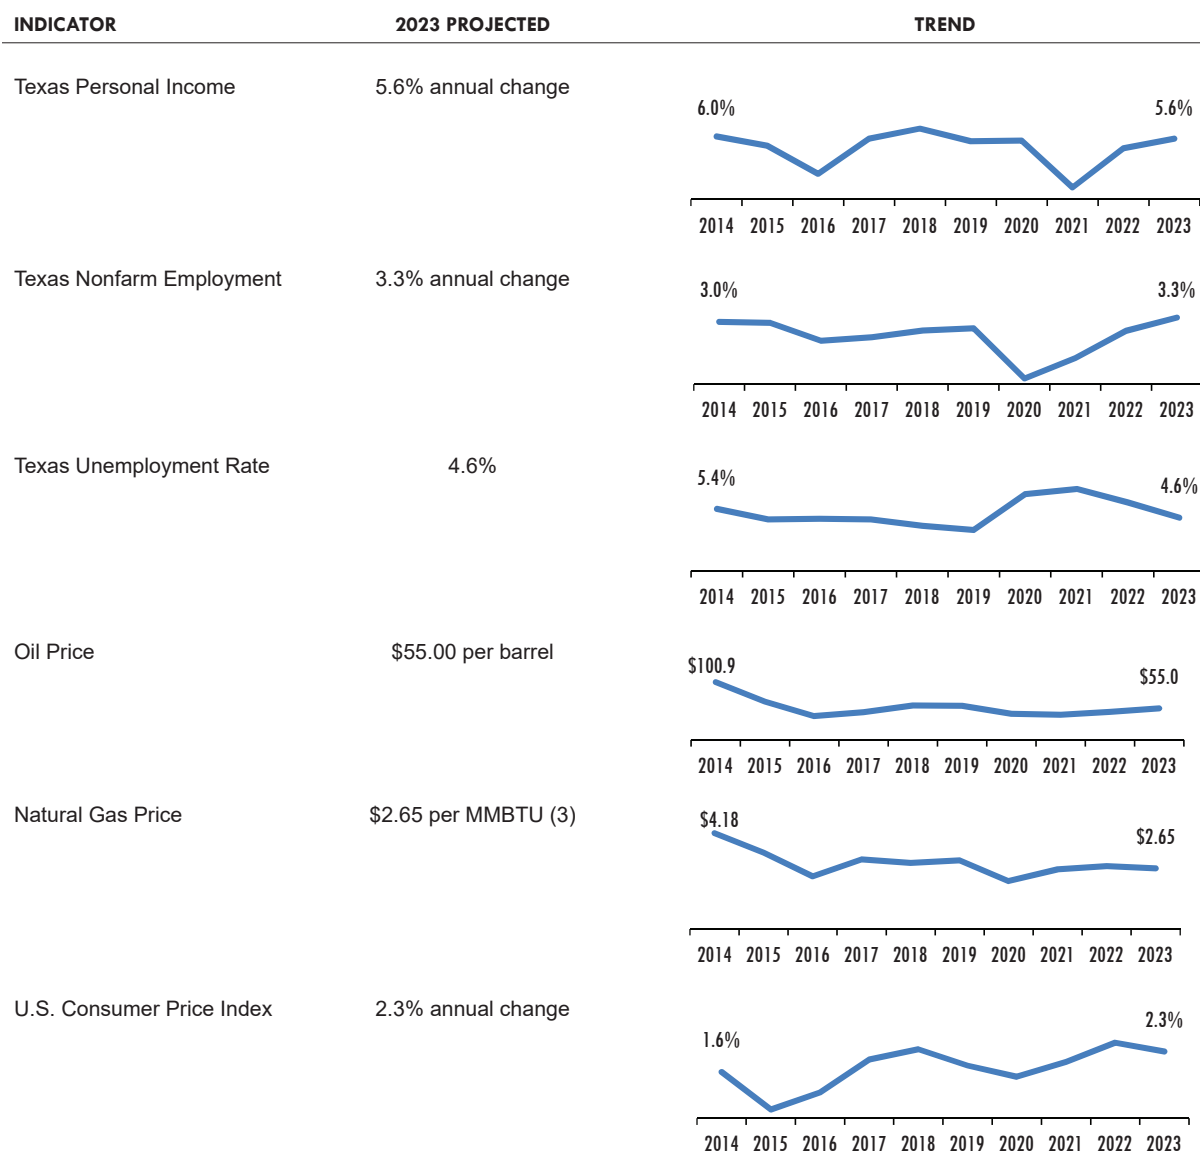 INDICATOR 2023 PROJECTED TREND
Texas Personal Income 5.6% annual change
6.0% 5.6%
2014 2015 2016 2017 2018 2019 2020 2021 2022 2023
Texas Nonfarm Employment 3.3% annual change
3.0% 3.3%
2014 2015 2016 2017 2018 2019 2020 2021 2022 2023
Texas Unemployment Rate 4.6%
5.4% 4.6%
2014 2015 2016 2017 2018 2019 2020 2021 2022 2023
Oil Price $55.00 per barrel
$100.9 $55.0
2014 2015 2016 2017 2018 2019 2020 2021 2022 2023
Natural Gas Price $2.65 per MMBTU (3)
$4.18 $2.65
2014 2015 2016 2017 2018 2019 2020 2021 2022 2023
U.S. Consumer Price Index 2.3% annual change
1.6% 2.3%
2014 2015 2016 2017 2018 2019 2020 2021 2022 2023